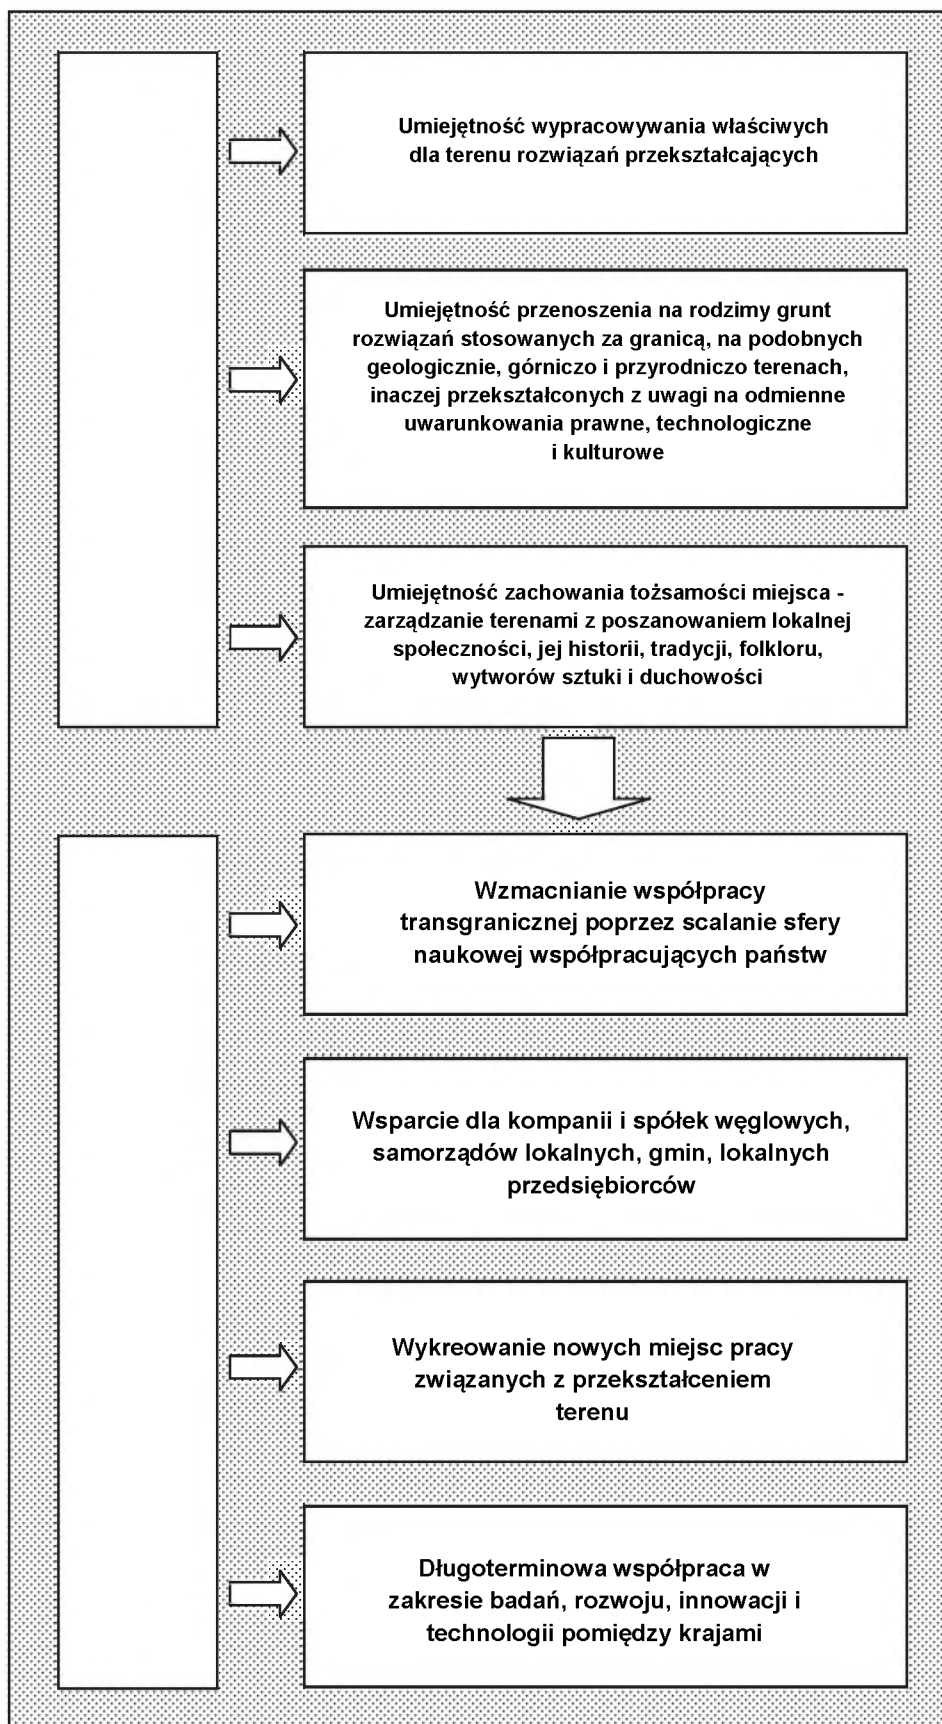 Umiejętność wypracowywania właściwych
dla terenu rozwiązań przekształcających
Umiejętność przenoszenia na rodzimy grunt
rozwiązań stosowanych za granicą, na podobnych
geologicznie, górniczo i przyrodniczo terenach,
inaczej przekształconych z uwagi na odmienne
uwarunkowania prawne, technologiczne
i kulturowe
Umiejętność zachowania tożsamości miejsca -
zarządzanie terenami z poszanowaniem lokalnej
społeczności, jej historii, tradycji, folkloru,
wytworów sztuki i duchowości
Wzmacnianie współpracy
transgranicznej poprzez scalanie sfery
naukowej współpracujących państw
Wsparcie dla kompanii i spółek węglowych,
samorządów lokalnych, gmin, lokalnych
przedsiębiorców
Wykreowanie nowych miejsc pracy
związanych z przekształceniem
terenu
Długoterminowa współpraca w
zakresie badań, rozwoju, innowacji i
technologii pomiędzy krajami